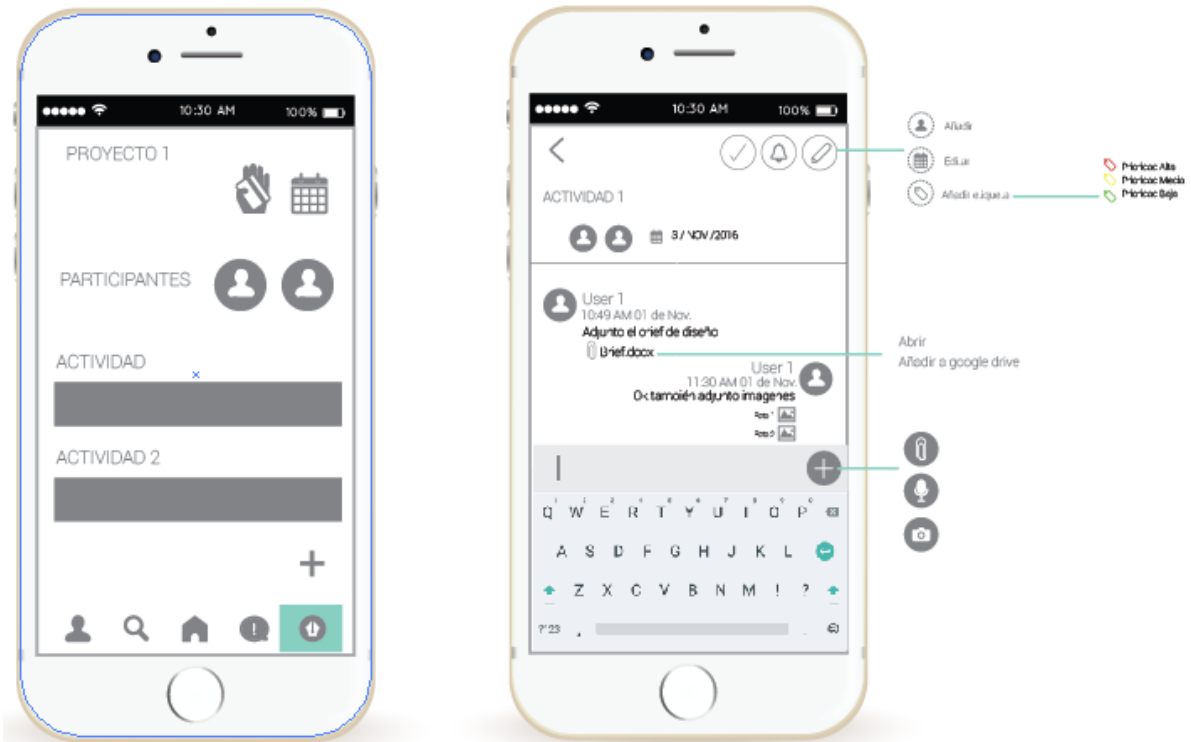 10:30 AM 100%
PROYECTO 1
PARTICIPANTES
ACTIVIDAD
ACTIVIDAD 2
10:30 AM 100%
ACTIVIDAD 1
3 / NOV /2016
User 1
10:49 AM 01 de Nov.
Adjunto el brief de diseño
Brief.docx
User 1
11:30 AM 01 de Nov.
Ok también adjunto imagenes
Q W E R T Y U I O P
A S D F G H J K L
Z X C V B N M ! ?
Añadir
Editar
Añadir etiqueta
Prioridad Alta
Prioridad Media
Prioridad Baja
Abrir
Añadir a google drive